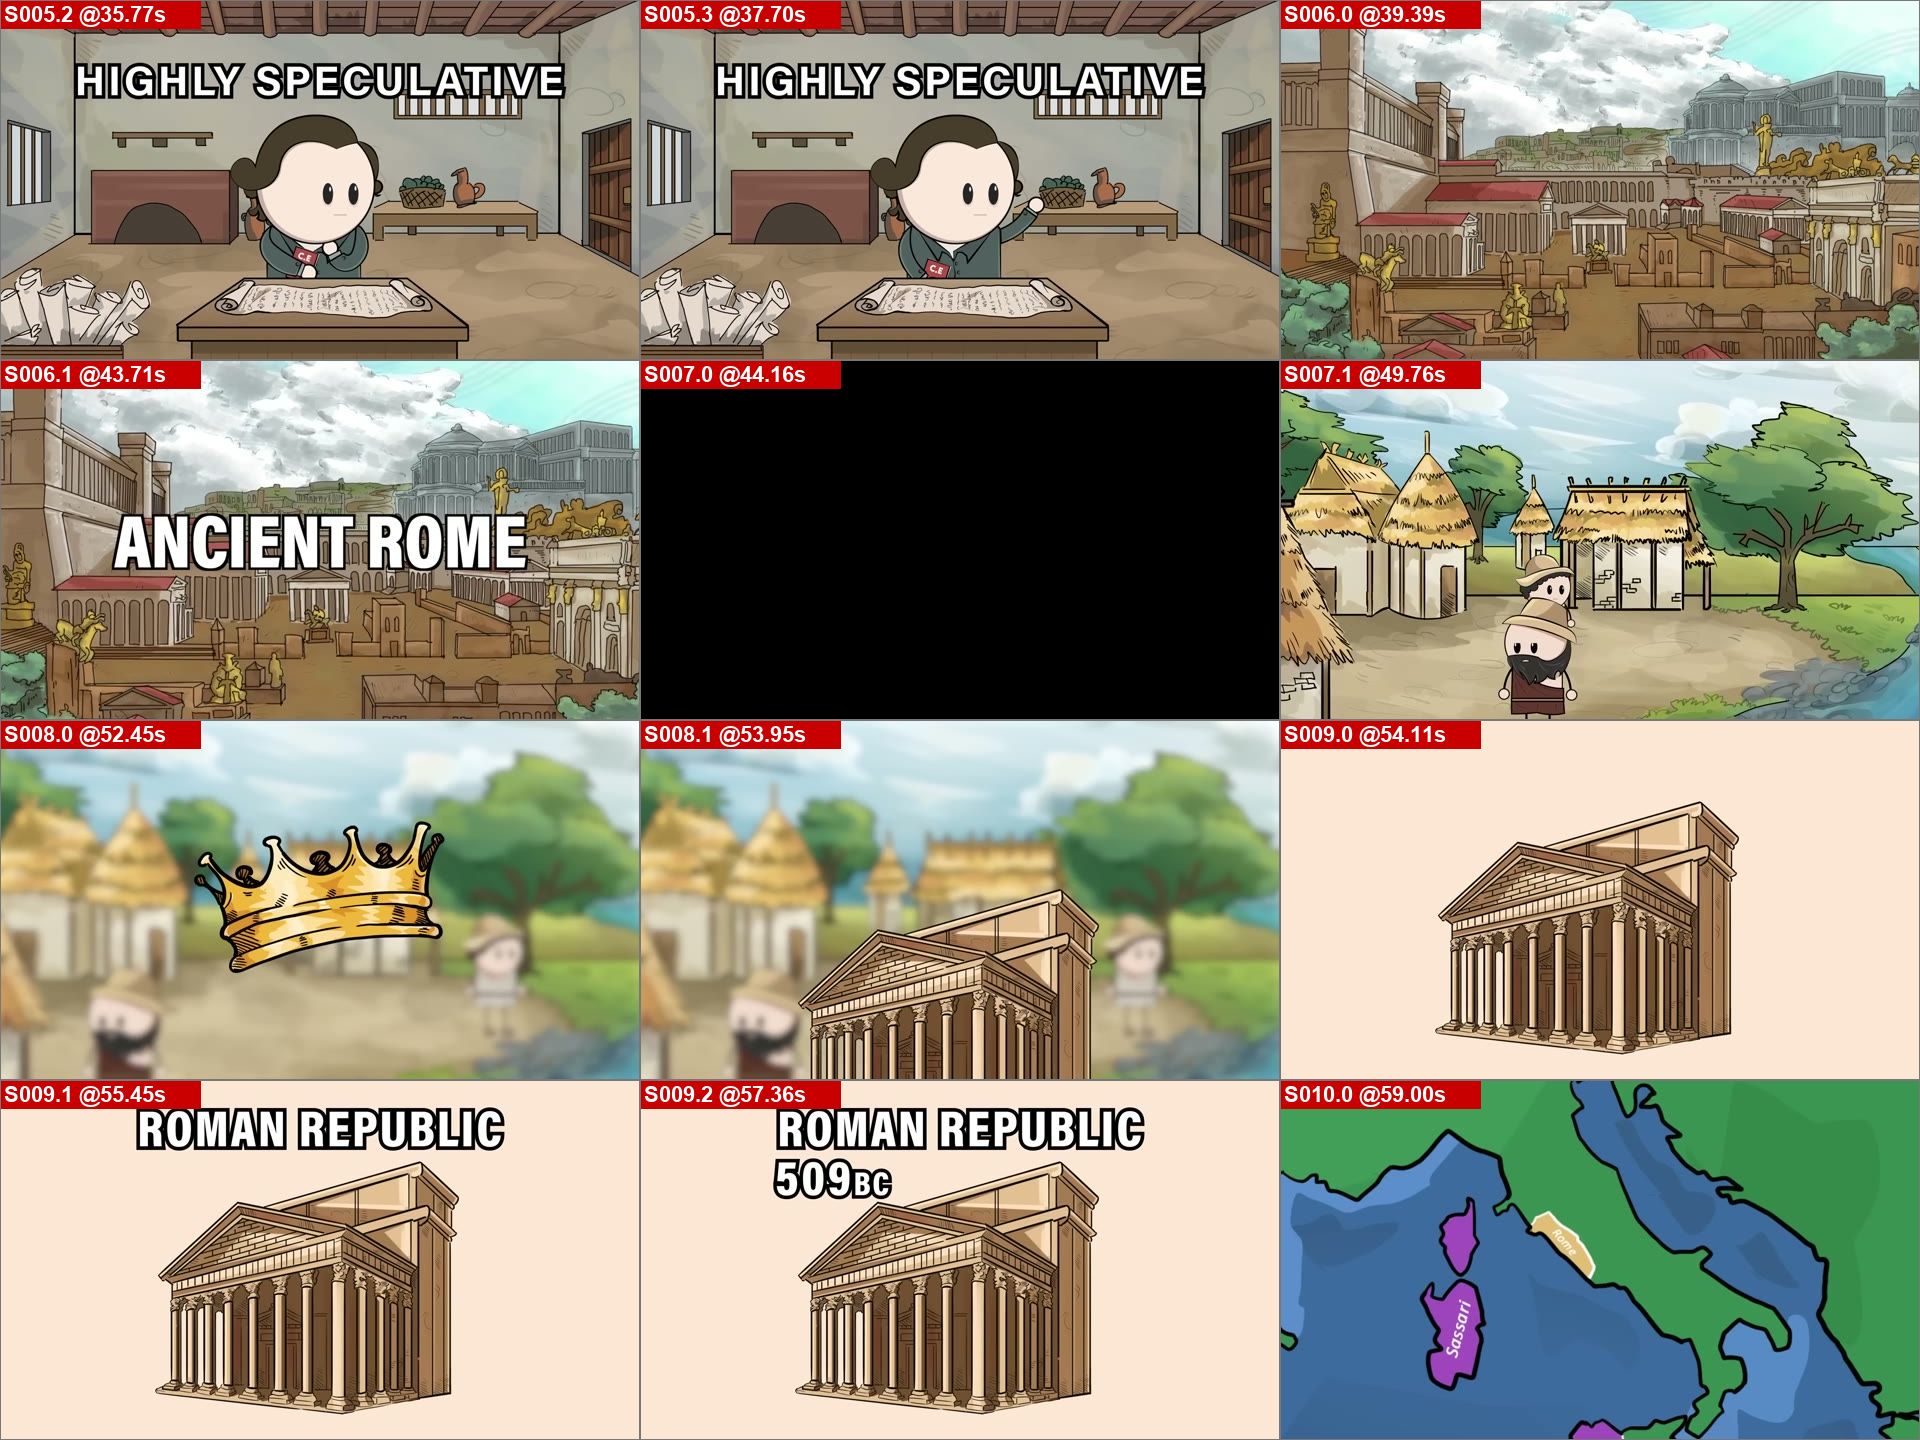 S005.2 @35.77s
HIGHLY SPECULATIVE
C.E
S005.3 @37.70s
HIGHLY SPECULATIVE
C.E
S006.0 @39.39s
S006.1 @43.71s
ANCIENT ROME
S007.0 @44.16s
S007.1 @49.76s
S008.0 @52.45s
S008.1 @53.95s
S009.0 @54.11s
S009.1 @55.45s
ROMAN REPUBLIC
S009.2 @57.36s
ROMAN REPUBLIC
509BC
S010.0 @59.00s
Rome
Sassari